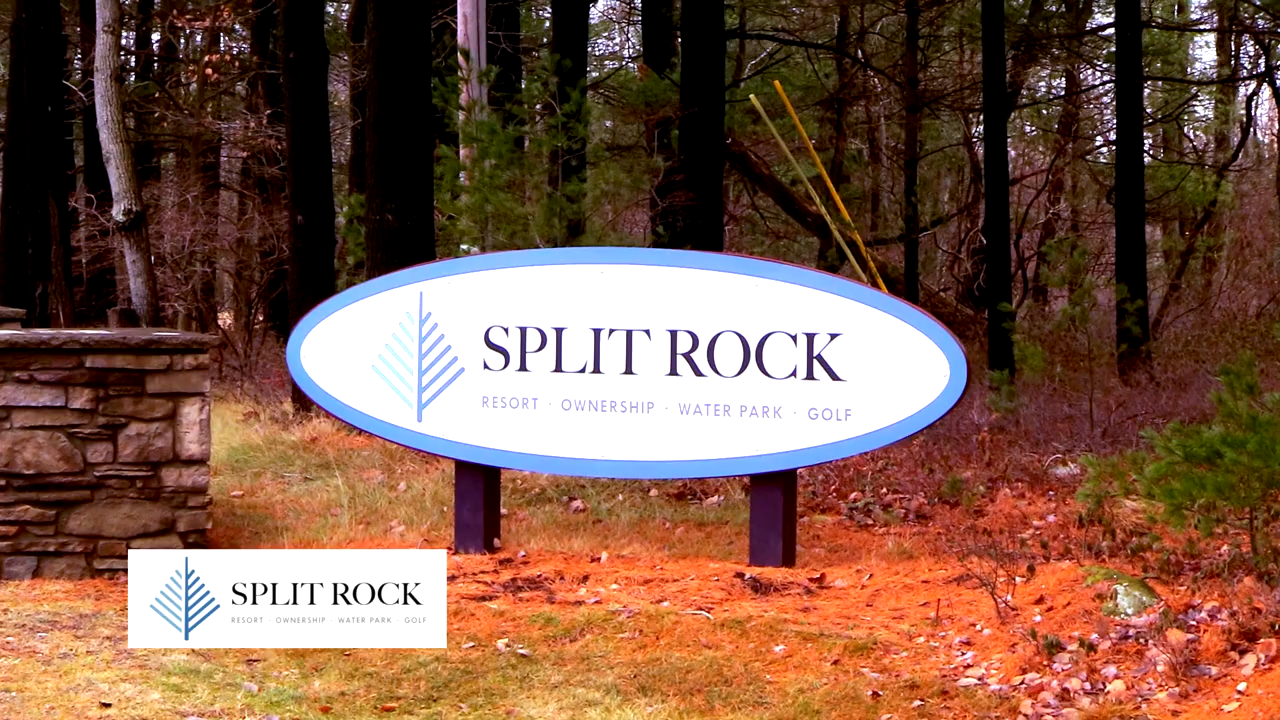 SPLIT ROCK
RESORT · OWNERSHIP · WATER PARK · GOLF
SPLIT ROCK
RESORT · OWNERSHIP · WATER PARK · GOLF